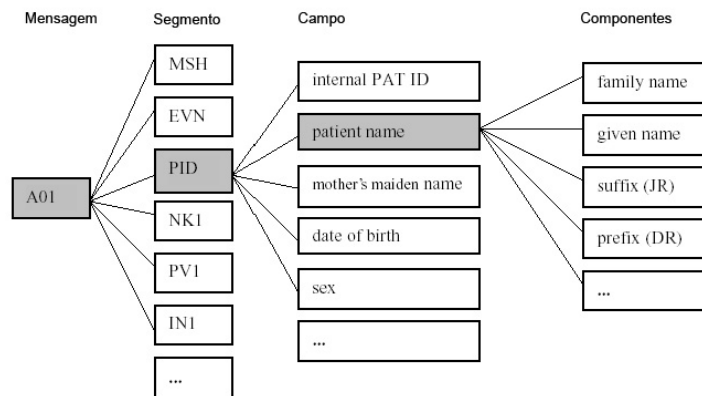 Mensagem
Segmento
Campo
Componentes
A01
MSH
EVN
PID
NK1
PV1
IN1
...
internal PAT ID
patient name
mother's maiden name
date of birth
sex
...
family name
given name
suffix (JR)
prefix (DR)
...